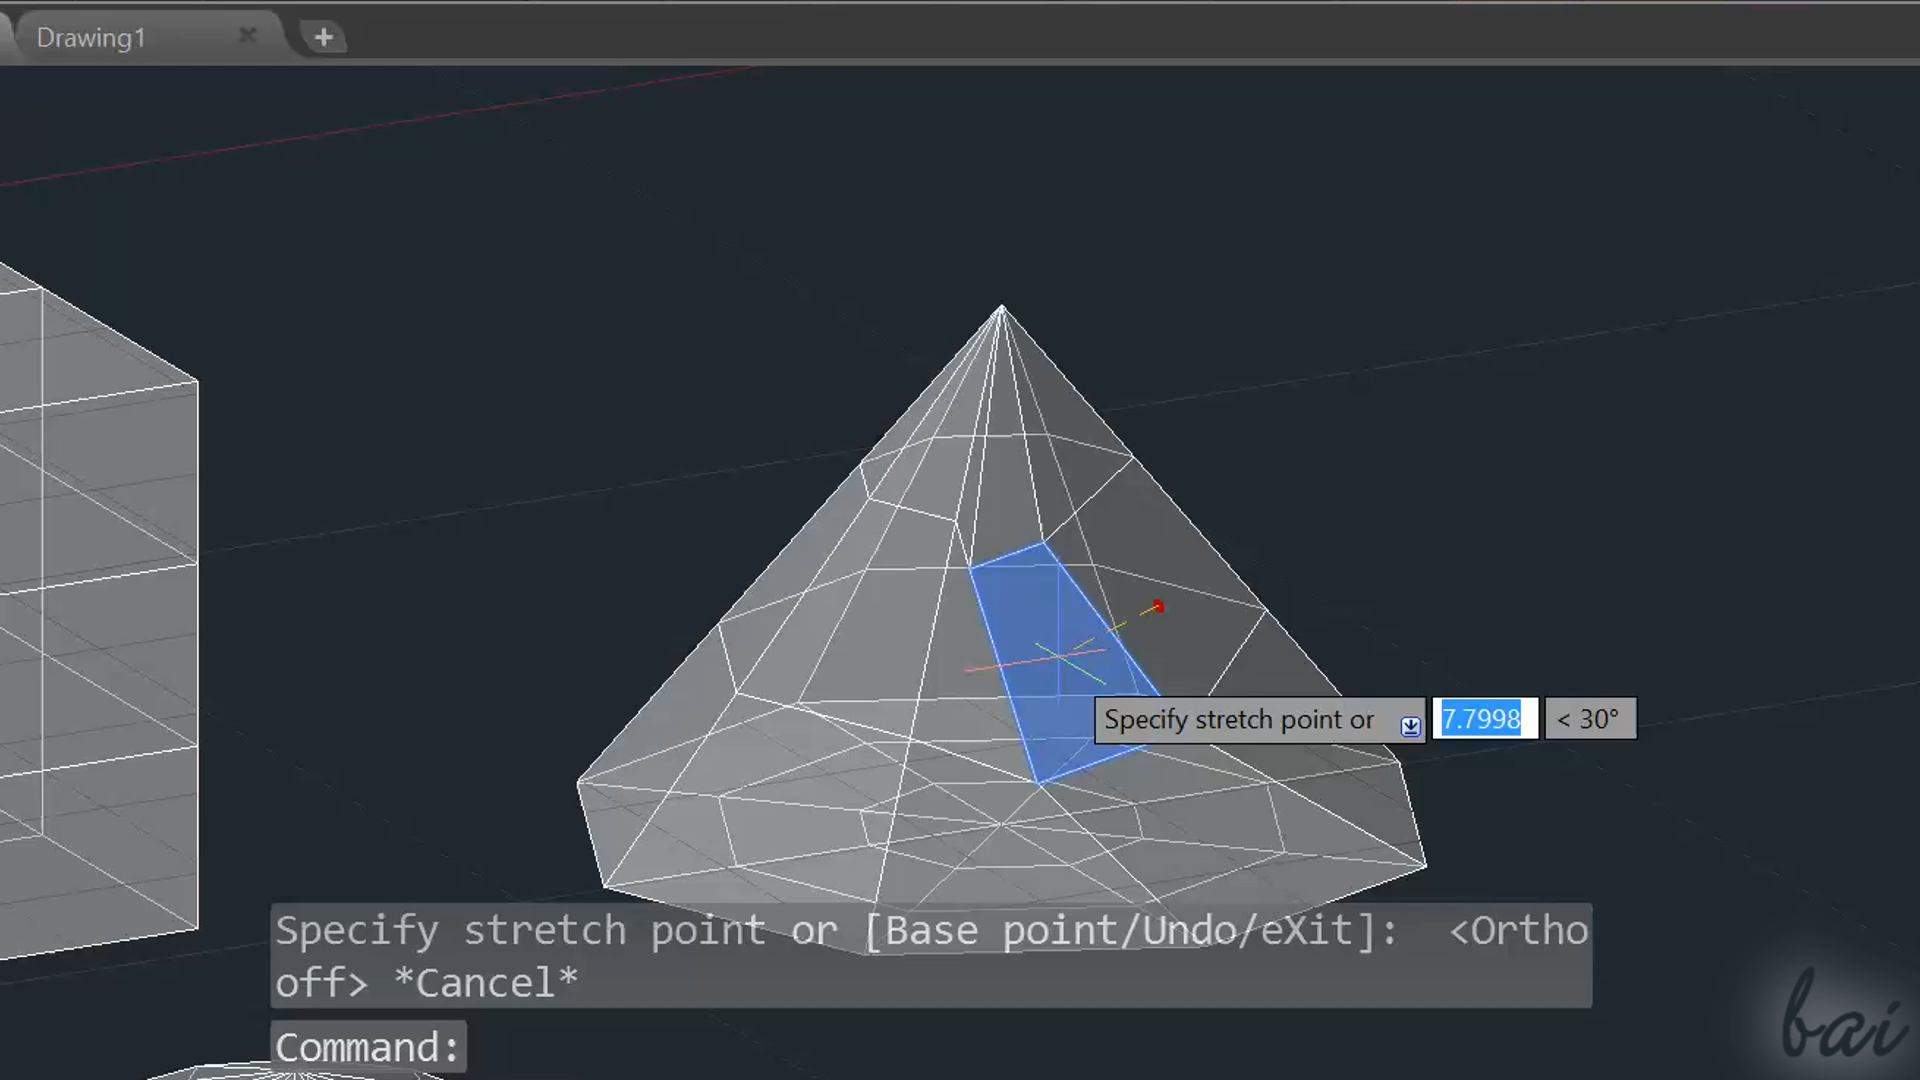 Drawing1
Specify stretch point or 7.7998 < 30°
Specify stretch point or [Base point/Undo/eXit]: <Ortho
off> *Cancel*
Command:
bai